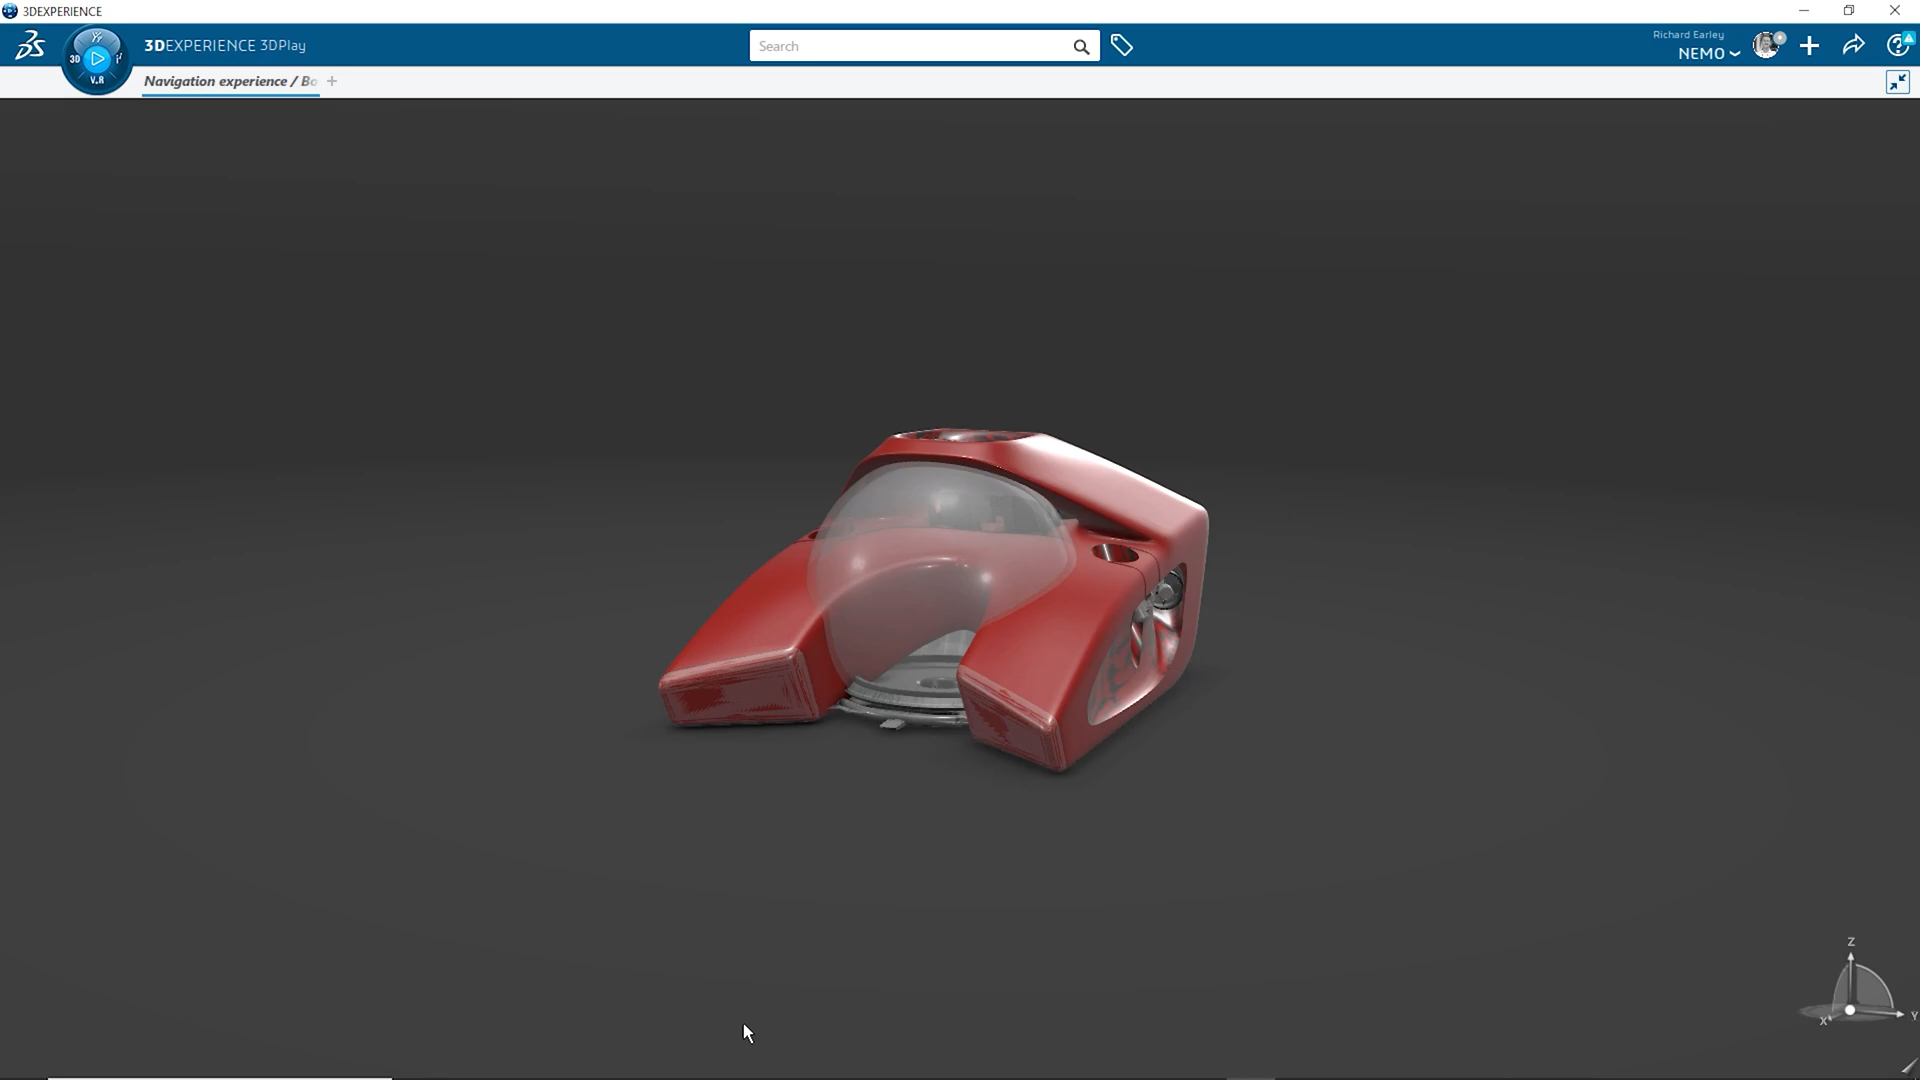 3DEXPERIENCE
3DEXPERIENCE 3DPlay
3D
V.R
Search
Richard Earley
NEMO
Navigation experience / Bo
Z
X
Y